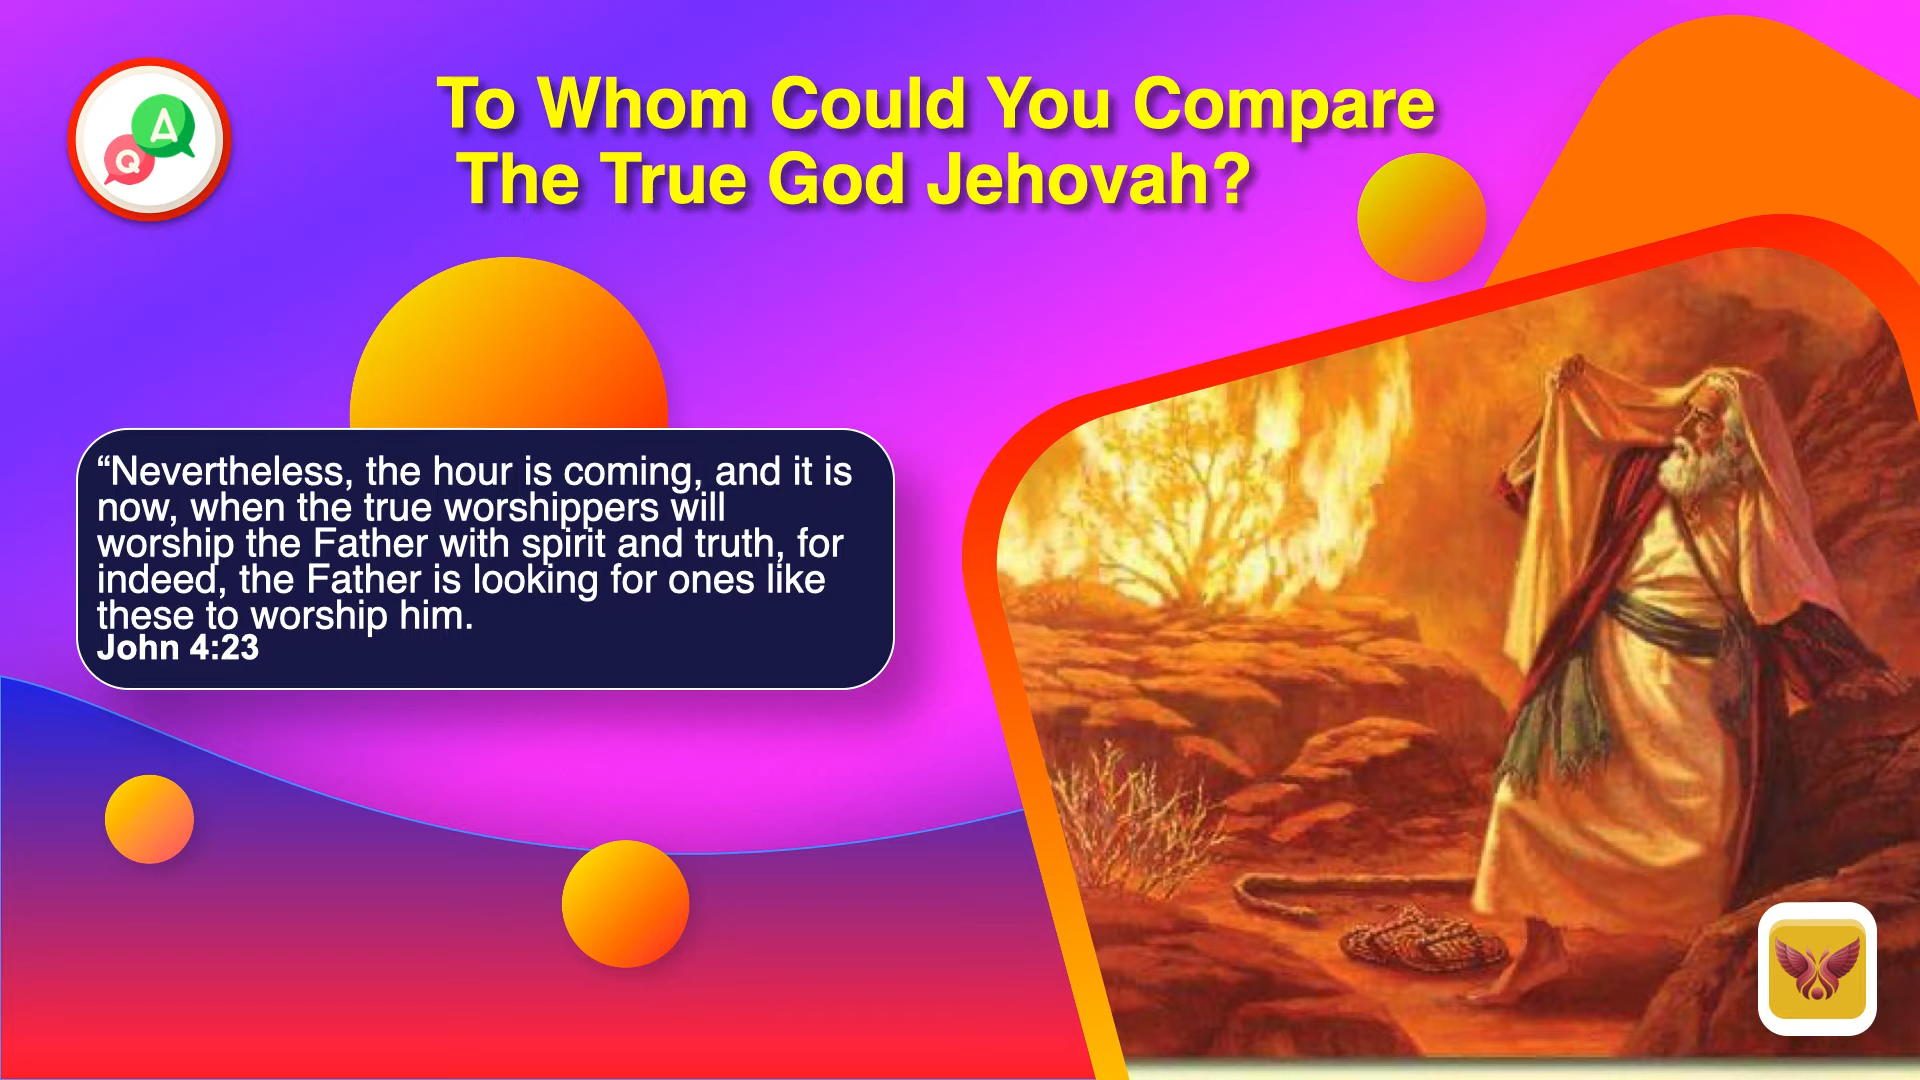 To Whom Could You Compare
The True God Jehovah?
A
Q
“Nevertheless, the hour is coming, and it is
now, when the true worshippers will
worship the Father with spirit and truth, for
indeed, the Father is looking for ones like
these to worship him.
John 4:23